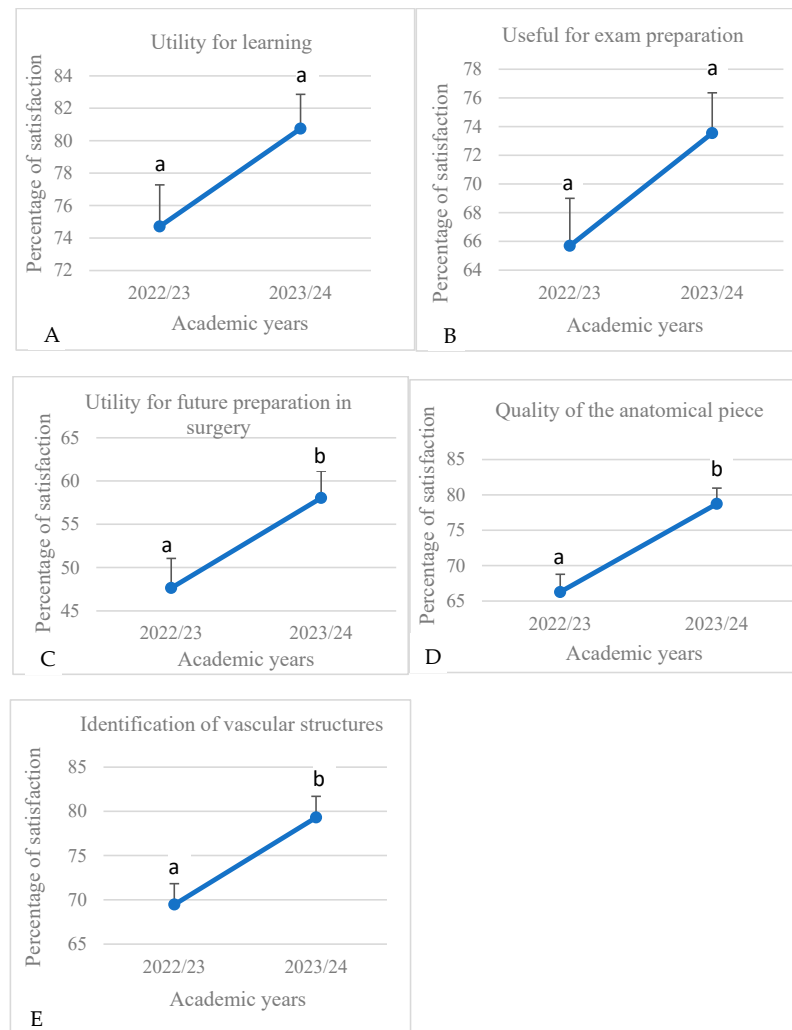 Utility for learning
Percentage of satisfaction
84
82
80
78
76
74
72
a
a
2022/23
2023/24
Academic years
A
Useful for exam preparation
Percentage of satisfaction
78
76
74
72
70
68
66
64
a
a
2022/23
2023/24
Academic years
B
Utility for future preparation in
surgery
Percentage of satisfaction
65
60
55
50
45
a
b
2022/23
2023/24
Academic years
C
Quality of the anatomical piece
Percentage of satisfaction
85
80
75
70
65
a
b
2022/23
2023/24
Academic years
D
Identification of vascular structures
Percentage of satisfaction
85
80
75
70
65
a
b
2022/23
2023/24
Academic years
E